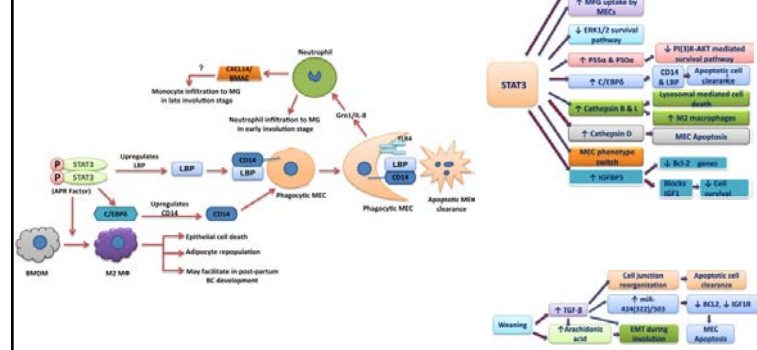 Neutrophil
?
CXCL14/
BMAC
Monocyte infiltration to MG
in late involution stage
Neutrophil infiltration to MG
in early involution stage
Gro1/IL-8
TLR4
P STAT3
P STAT3
(APR Factor)
Upregulates
LBP
LBP
CD14
LBP
Phagocytic MEC
LBP
CD14
Phagocytic MEC
Apoptotic MEC
clearance
C/EBPδ
Upregulates
CD14
CD14
BMDM
M2 MΦ
Epithelial cell death
Adipocyte repopulation
May facilitate in post-partum
BC development
STAT3
↑ MFG uptake by
MECs
↓ ERK1/2 survival
pathway
↑ P55α & P50α
↓ PI(3)K-AKT mediated
survival pathway
↑ C/EBPδ
CD14
& LBP
Apoptotic cell
clearance
↑ Cathepsin B & L
Lysosomal mediated cell
death
↑ M2 macrophages
↑ Cathepsin D
MEC Apoptosis
MEC phenotype
switch
↑ IGFBP5
↓ Bcl-2 genes
Blocks
IGF1
↓ Cell
survival
Weaning
↑ TGF-β
Cell junction
reorganization
Apoptotic cell
clearance
↑ miR-
424(322)/503
↓ BCL2, ↓ IGF1R
MEC
Apoptosis
↑ Arachidonic
acid
EMT during
involution